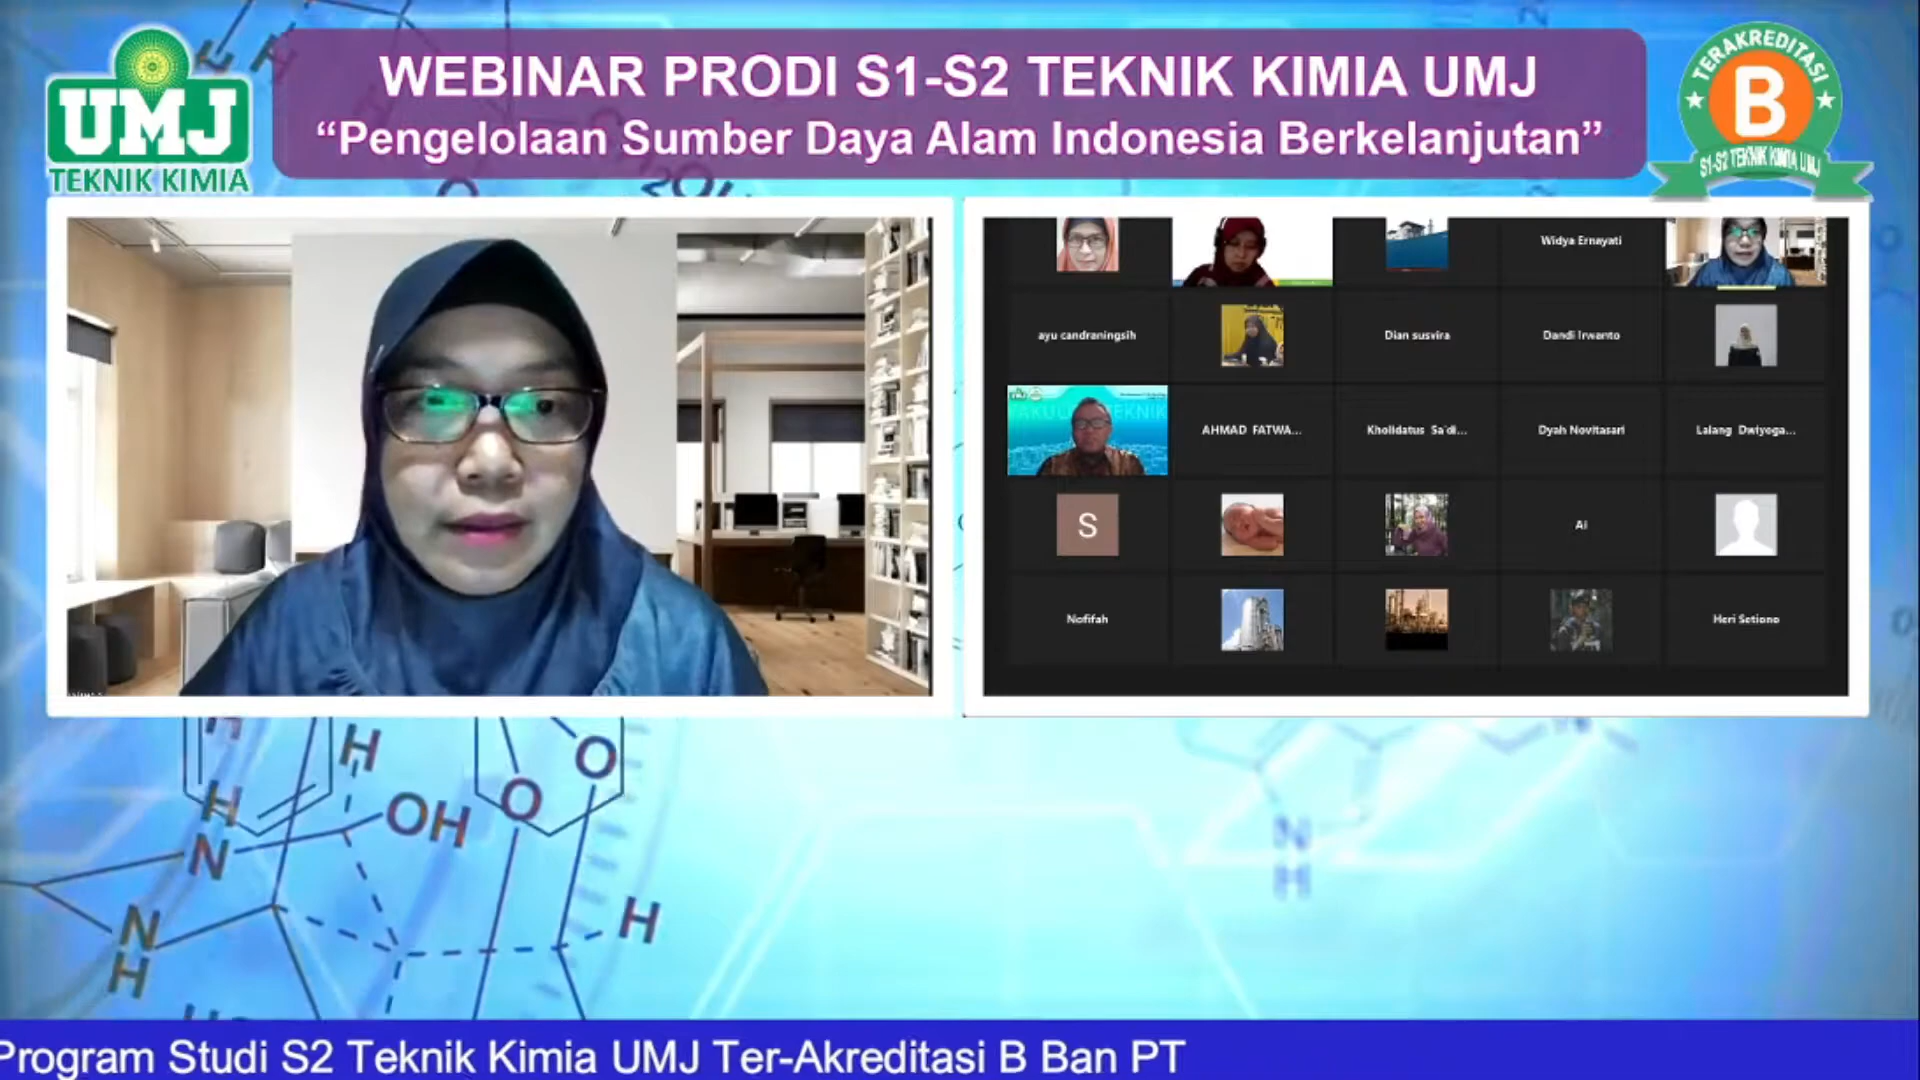 UMJ
TEKNIK KIMIA
WEBINAR PRODI S1-S2 TEKNIK KIMIA UMJ
“Pengelolaan Sumber Daya Alam Indonesia Berkelanjutan”
TERAKREDITASI
B
S1-S2 TEKNIK KIMIA UMJ
Widya Ernayati
ayu candraningsih
Dian susvira
Dandi Irwanto
AHMAD FATWA...
Kholidatus Sa'di...
Dyah Novitasari
Lalang Dwiyoga...
S
Ai
Nofifah
Heri Setiono
H
H
O
H
OH
O
N
H
N
H
N
H
Program Studi S2 Teknik Kimia UMJ Ter-Akreditasi B Ban PT